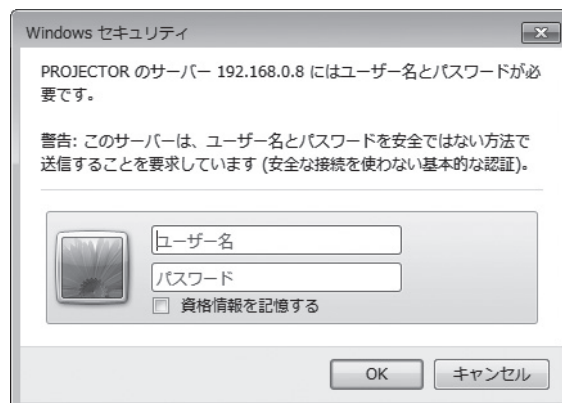 Windows セキュリティ
PROJECTOR のサーバー 192.168.0.8 にはユーザー名とパスワードが必
要です。
警告: このサーバーは、ユーザー名とパスワードを安全ではない方法で
送信することを要求しています (安全な接続を使わない基本的な認証)。
ユーザー名
パスワード
資格情報を記憶する
OK
キャンセル